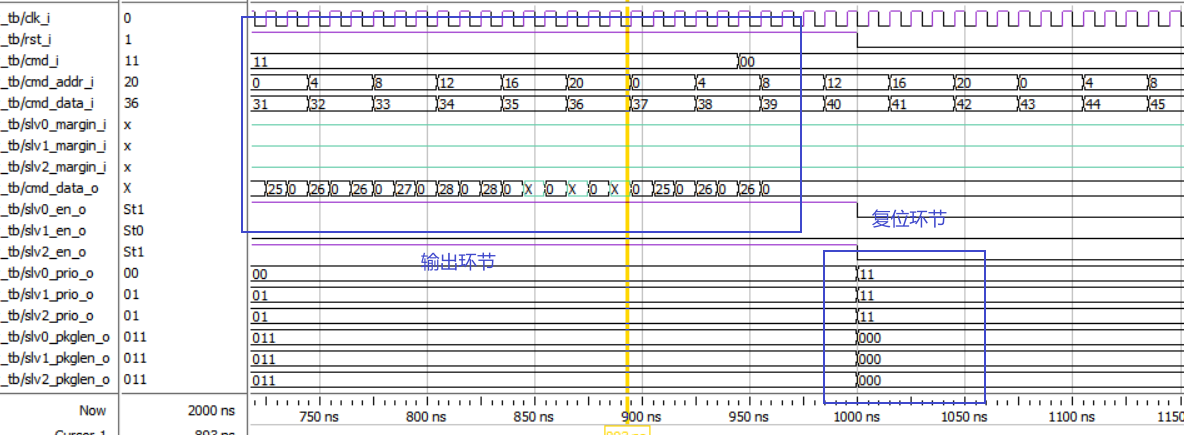 _tb/clk_i 0
_tb/rst_i 1
_tb/cmd_i 11 11 00
_tb/cmd_addr_i 20 0 4 8 12 16 20 0 4 8 12 16 20 0 4 8
_tb/cmd_data_i 36 31 32 33 34 35 36 37 38 39 40 41 42 43 44 45
_tb/slv0_margin_i x
_tb/slv1_margin_i x
_tb/slv2_margin_i x
_tb/cmd_data_o X 25 0 26 0 26 0 27 0 28 0 28 0 X 0 X 0 X 0 25 0 26 0 26 0
_tb/slv0_en_o St1
复位环节
_tb/slv1_en_o St0
_tb/slv2_en_o St1
输出环节
_tb/slv0_prio_o 00 00 11
_tb/slv1_prio_o 01 01 11
_tb/slv2_prio_o 01 01 11
_tb/slv0_pkglen_o 011 011 000
_tb/slv1_pkglen_o 011 011 000
_tb/slv2_pkglen_o 011 011 000
Now 2000 ns 750 ns 800 ns 850 ns 900 ns 950 ns 1000 ns 1050 ns 1100 ns